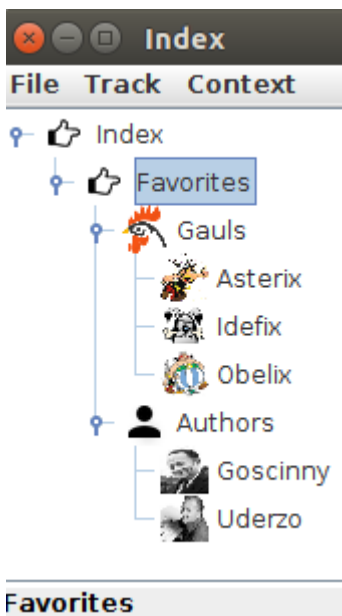 Index
File Track Context
Index
Favorites
Gauls
Asterix
Idefix
Obelix
Authors
Goscinny
Uderzo
Favorites